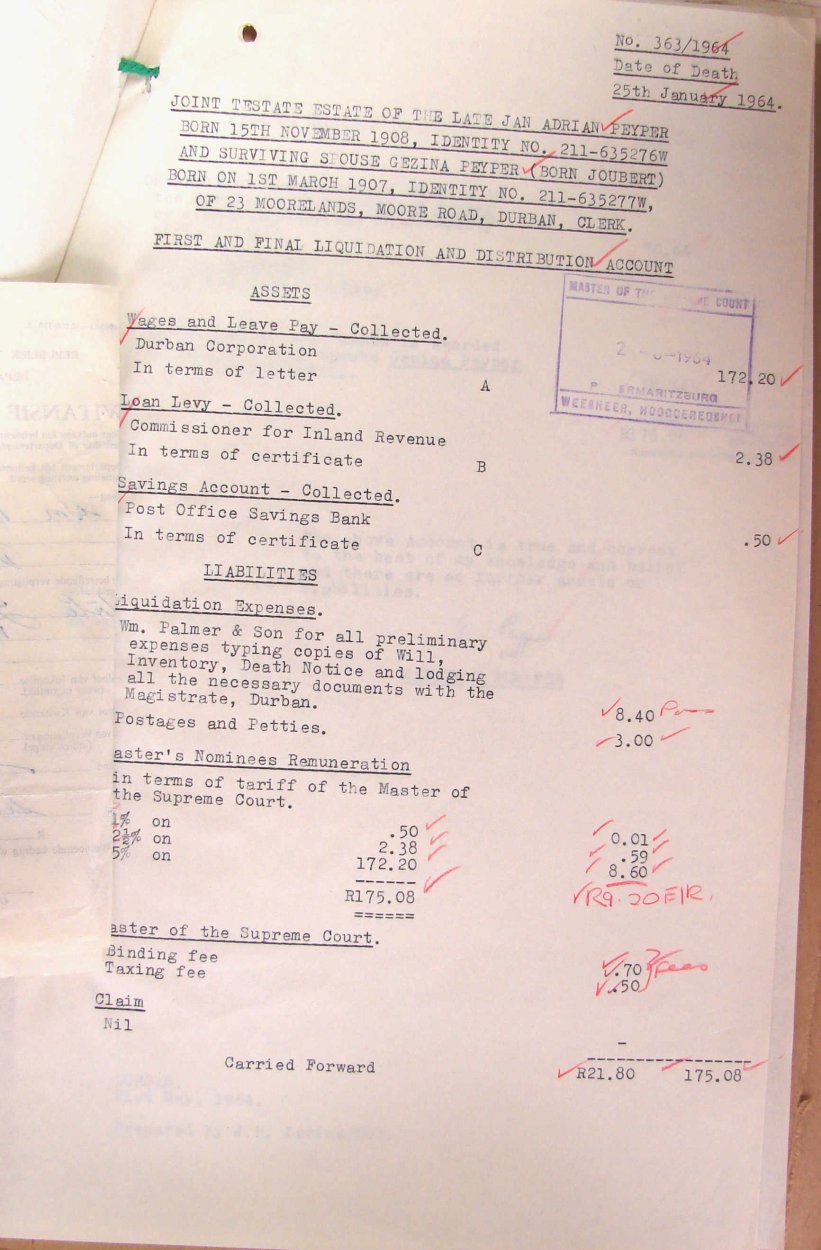 No. 363/1964
Date of Death
25th January 1964.
JOINT TESTATE ESTATE OF THE LATE JAN ADRIAN PEYPER
BORN 15TH NOVEMBER 1908, IDENTITY NO. 211-635276W
AND SURVIVING SPOUSE GEZINA PEYPER (BORN JOUBERT)
BORN ON 1ST MARCH 1907, IDENTITY NO. 211-635277W,
OF 23 MOORELANDS, MOORE ROAD, DURBAN, CLERK.
FIRST AND FINAL LIQUIDATION AND DISTRIBUTION ACCOUNT
ASSETS
MASTER OF THE SUPREME COURT
1964
WEESHEER, HOOGGEREGSHOF
Wages and Leave Pay - Collected.
Durban Corporation
In terms of letter A 172.20
Loan Levy - Collected.
Commissioner for Inland Revenue
In terms of certificate B 2.38
Savings Account - Collected.
Post Office Savings Bank
In terms of certificate C .50
LIABILITIES
Liquidation Expenses.
Wm. Palmer & Son for all preliminary
expenses typing copies of Will,
Inventory, Death Notice and lodging
all the necessary documents with the
Magistrate, Durban. 8.40
Postages and Petties. 3.00
aster's Nominees Remuneration
in terms of tariff of the Master of
the Supreme Court.
1% on .50 0.01
2½% on 2.38 .59
5% on 172.20 8.60
------
R175.08 R9.20 E/R.
======
aster of the Supreme Court.
Binding fee .70 Fees
Taxing fee .50
Claim
Nil -
Carried Forward R21.80 175.08